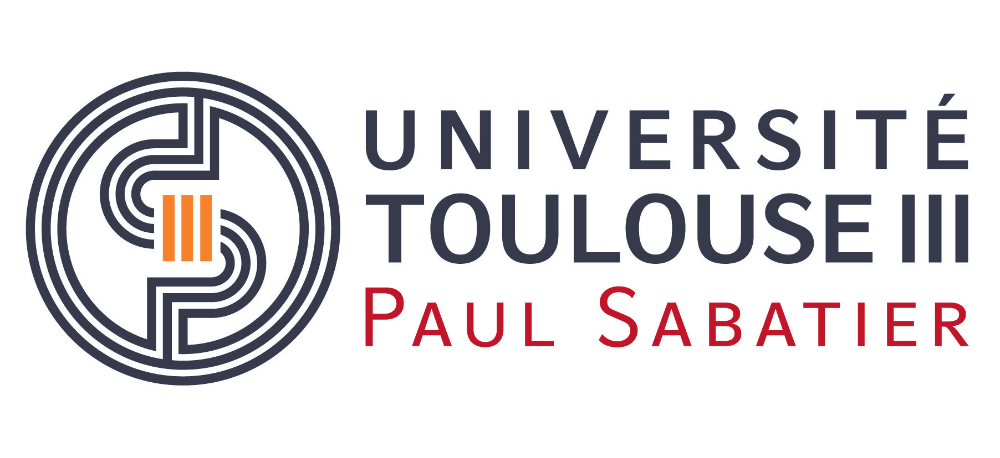 UNIVERSITÉ
TOULOUSE III
PAUL SABATIER